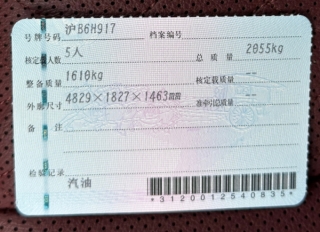 号牌号码 沪B6H917 档案编号
核定载人数 5人 总质量 2055kg
整备质量 1610kg 核定载质量 --
外廓尺寸 4829×1827×1463mm 准牵引总质量 --
备注
检验记录
汽油
*3120012540835*